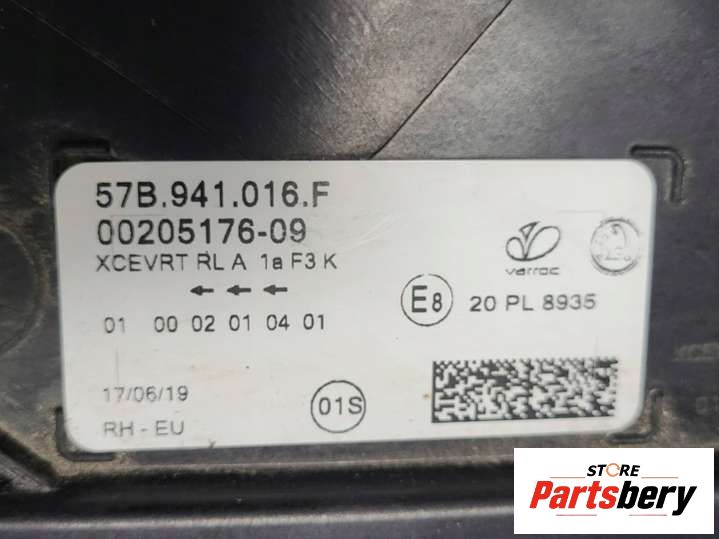 57B.941.016.F
00205176-09
XCEVRT RL A 1a F3 K
varroc
E8 20 PL 8935
01 00 02 01 04 01
17/06/19
01S
RH - EU
STORE
Partsbery